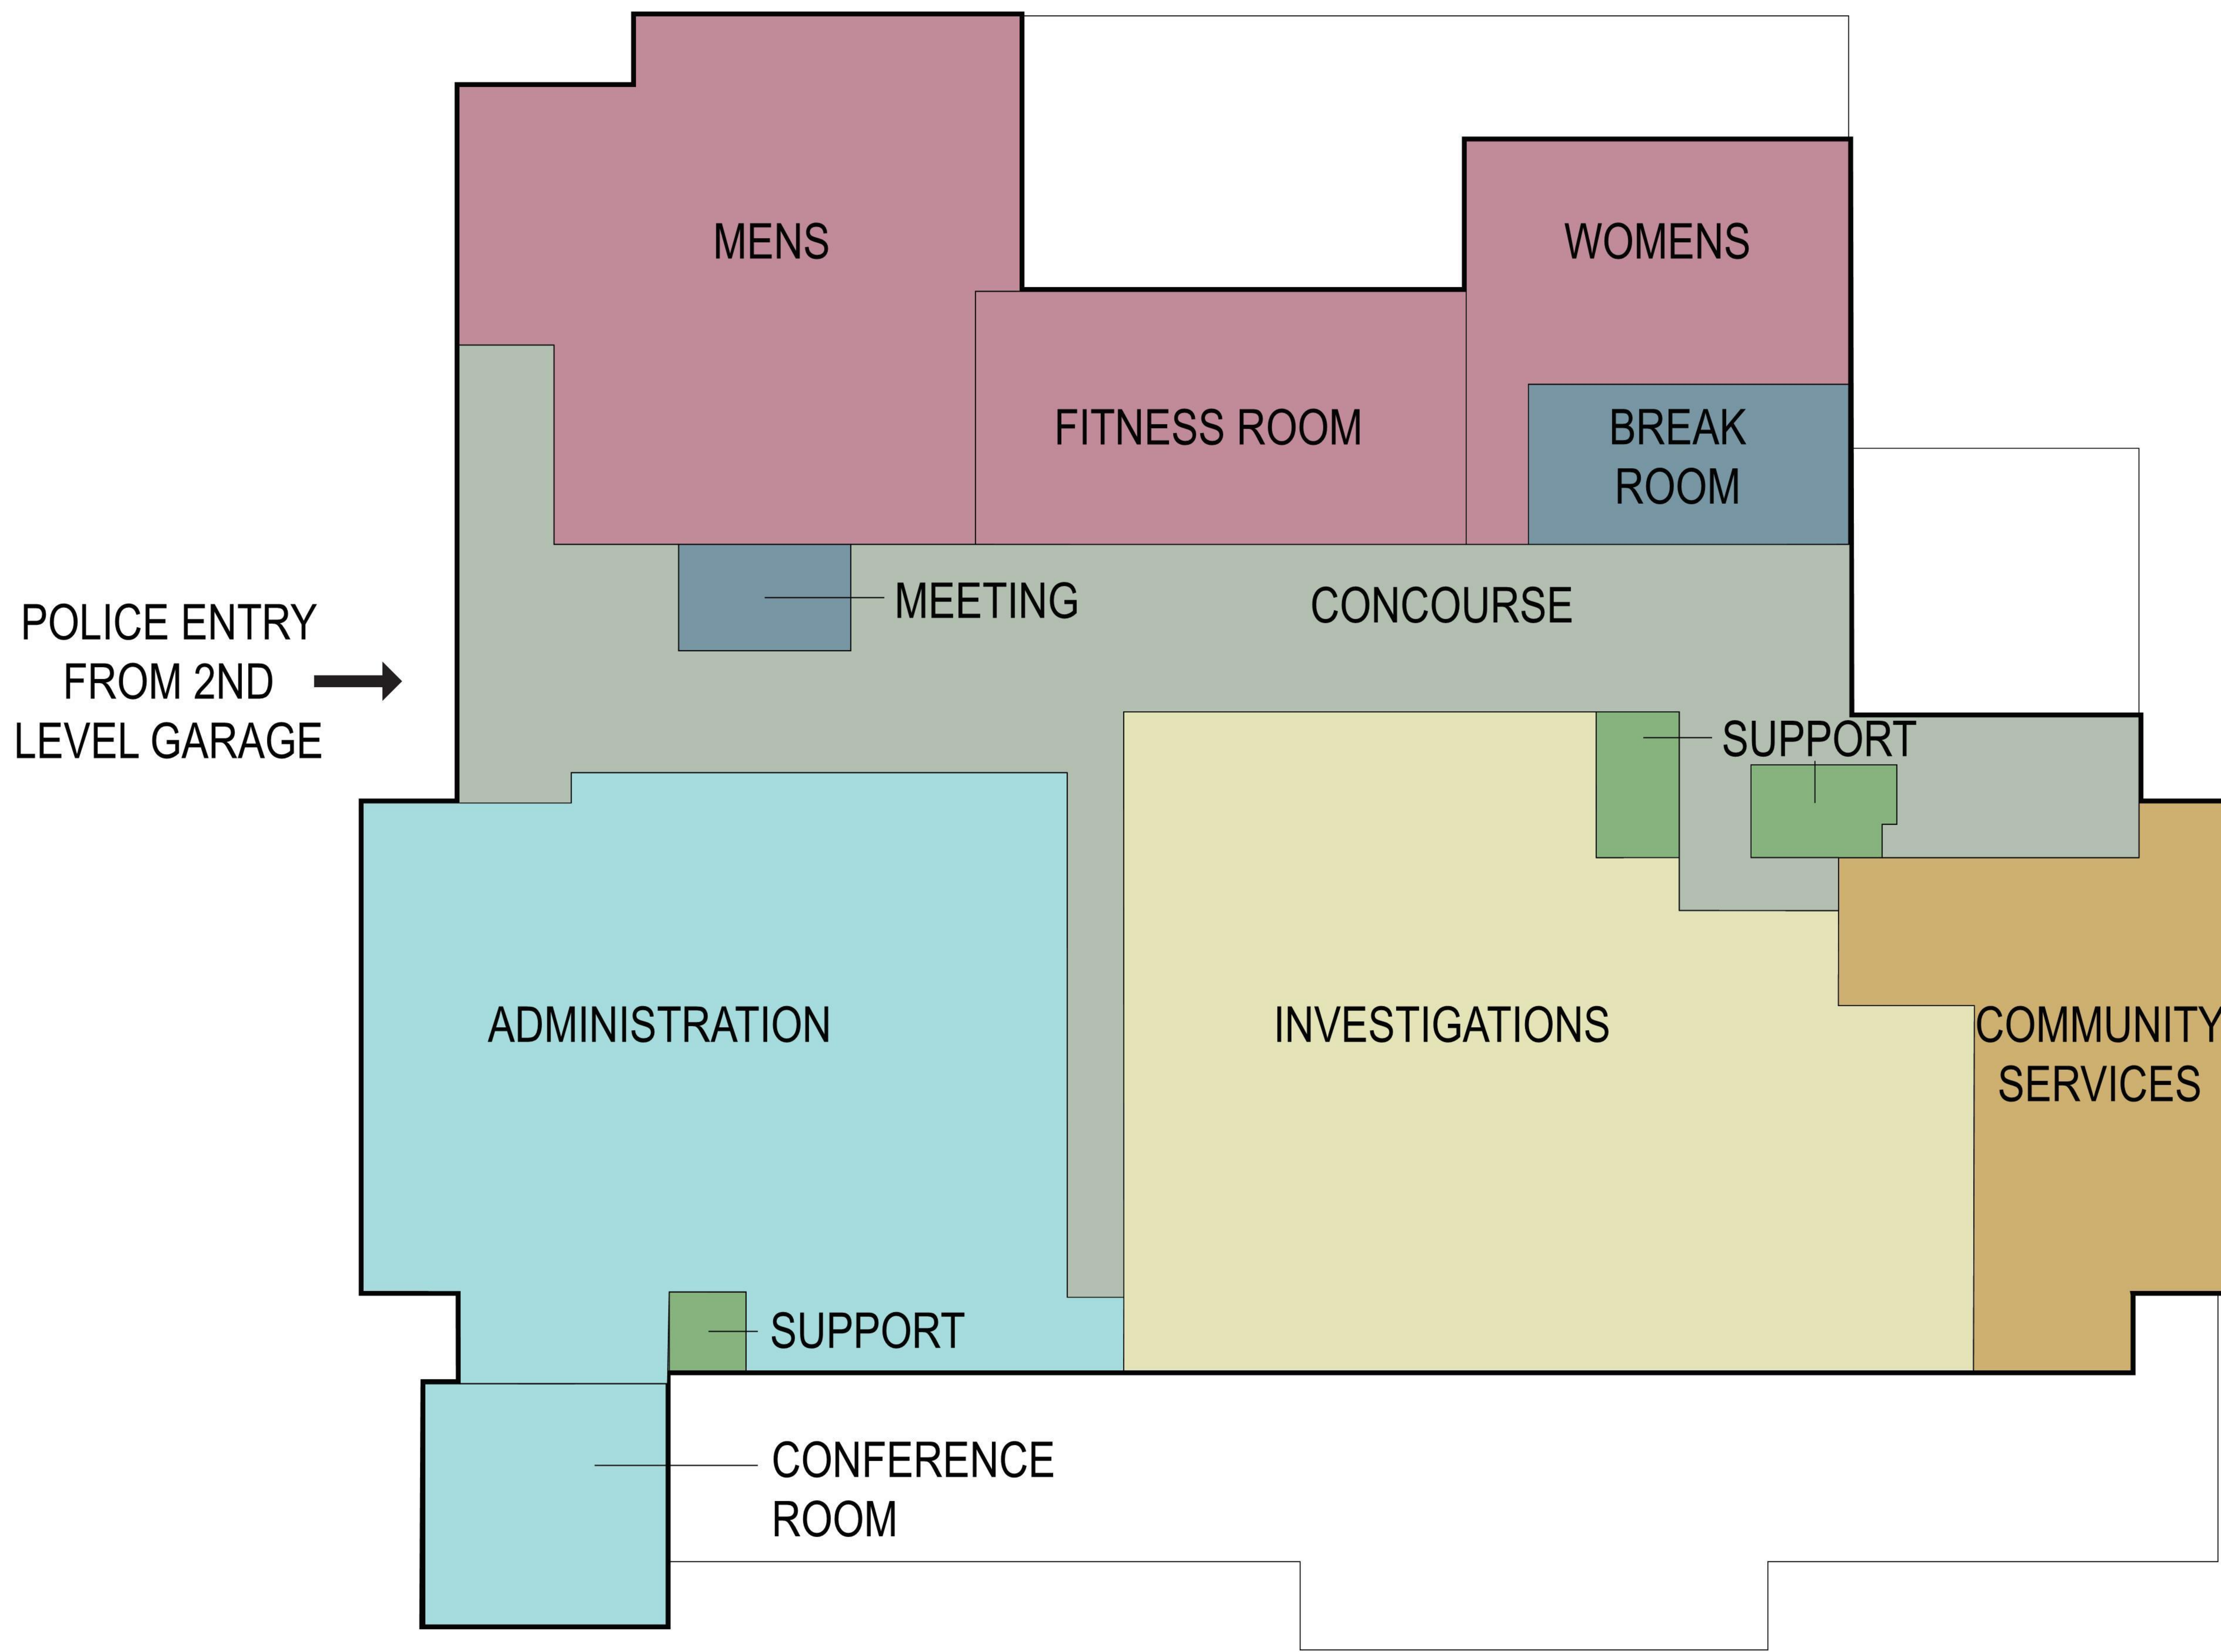 MENS
WOMENS
FITNESS ROOM
BREAK
ROOM
MEETING
CONCOURSE
POLICE ENTRY
FROM 2ND
LEVEL GARAGE
SUPPORT
ADMINISTRATION
INVESTIGATIONS
COMMUNITY
SERVICES
SUPPORT
CONFERENCE
ROOM